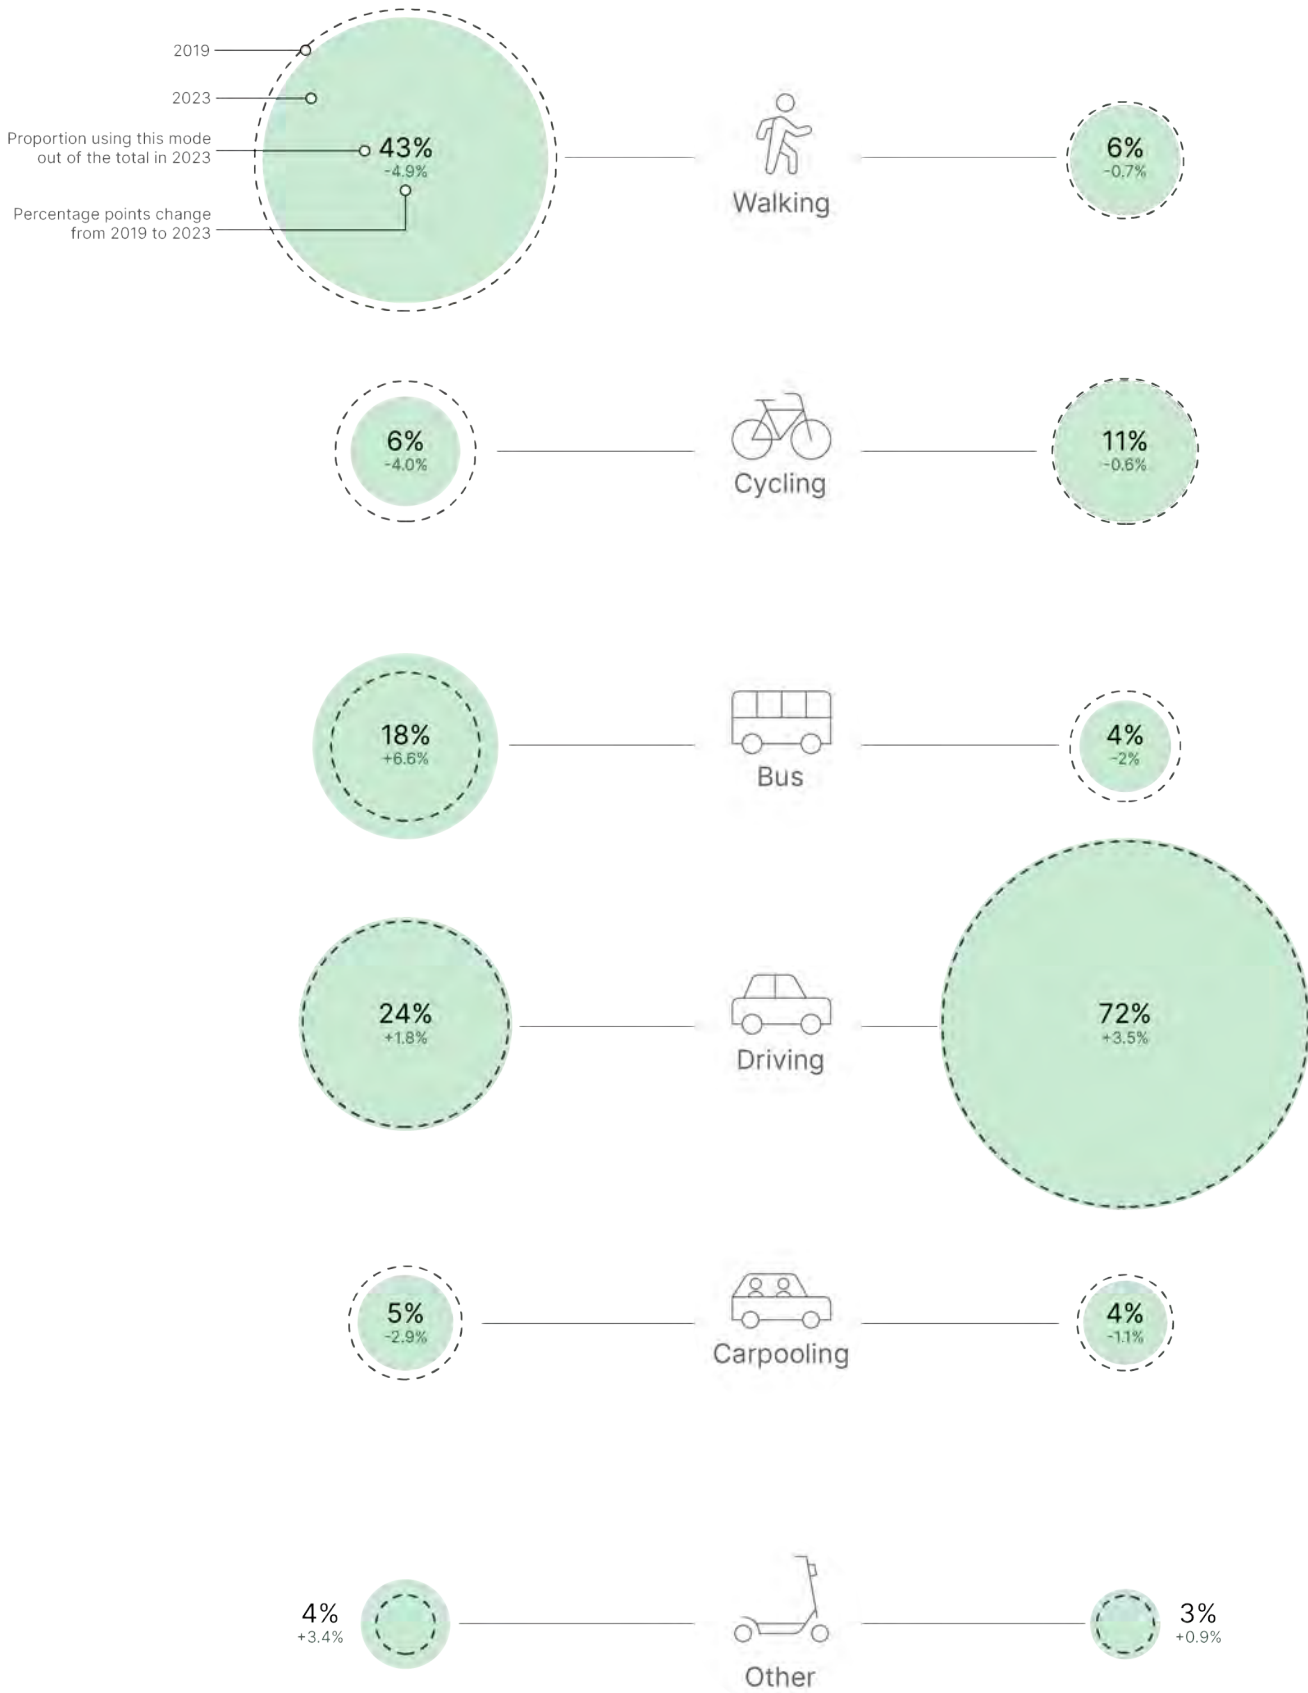 2019
2023
Proportion using this mode
out of the total in 2023
Percentage points change
from 2019 to 2023
43%
-4.9%
Walking
6%
-0.7%
6%
-4.0%
Cycling
11%
-0.6%
18%
+6.6%
Bus
4%
-2%
24%
+1.8%
Driving
72%
+3.5%
5%
-2.9%
Carpooling
4%
-1.1%
4%
+3.4%
Other
3%
+0.9%